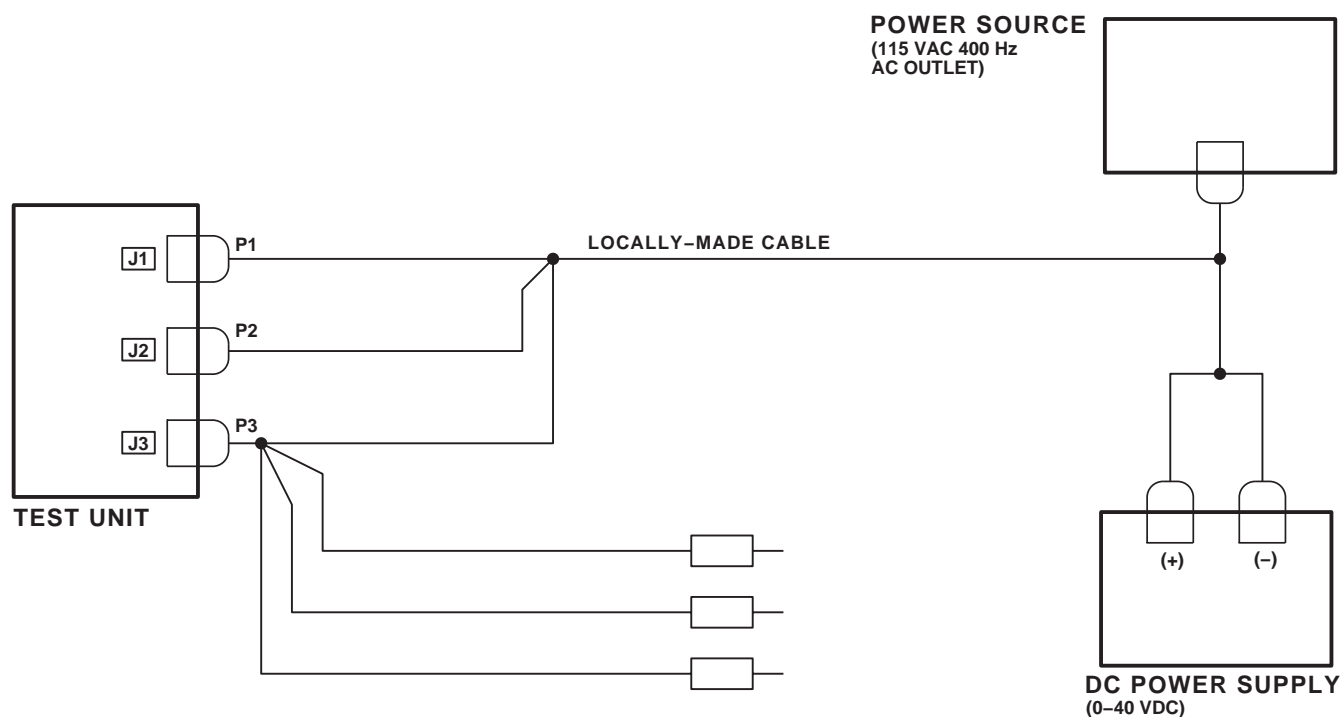 POWER SOURCE
(115 VAC 400 Hz
AC OUTLET)
LOCALLY–MADE CABLE
J1
P1
J2
P2
J3
P3
TEST UNIT
(+)
(–)
DC POWER SUPPLY
(0–40 VDC)